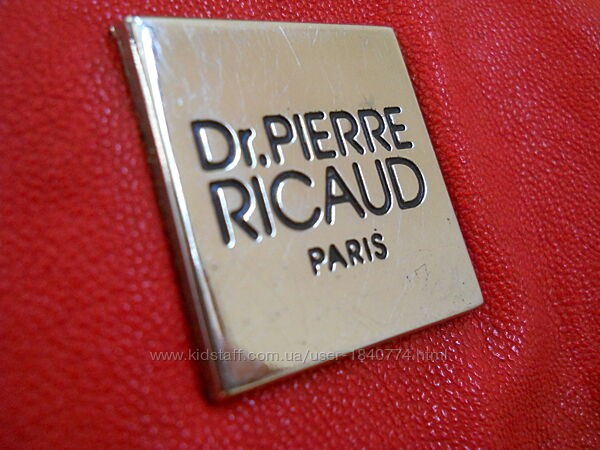 Dr.PIERRE
RICAUD
PARIS
www.kidstaff.com.ua/user-1840774.html